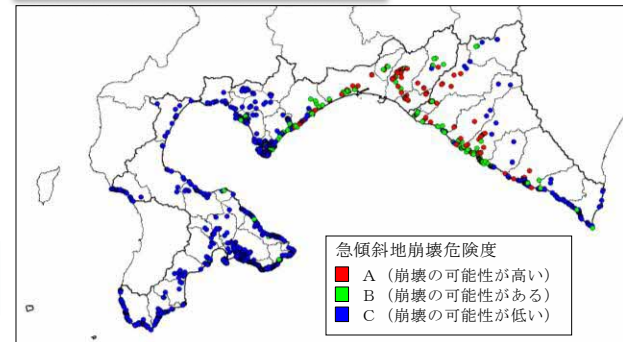 急傾斜地崩壊危険度
A（崩壊の可能性が高い）
B（崩壊の可能性がある）
C（崩壊の可能性が低い）